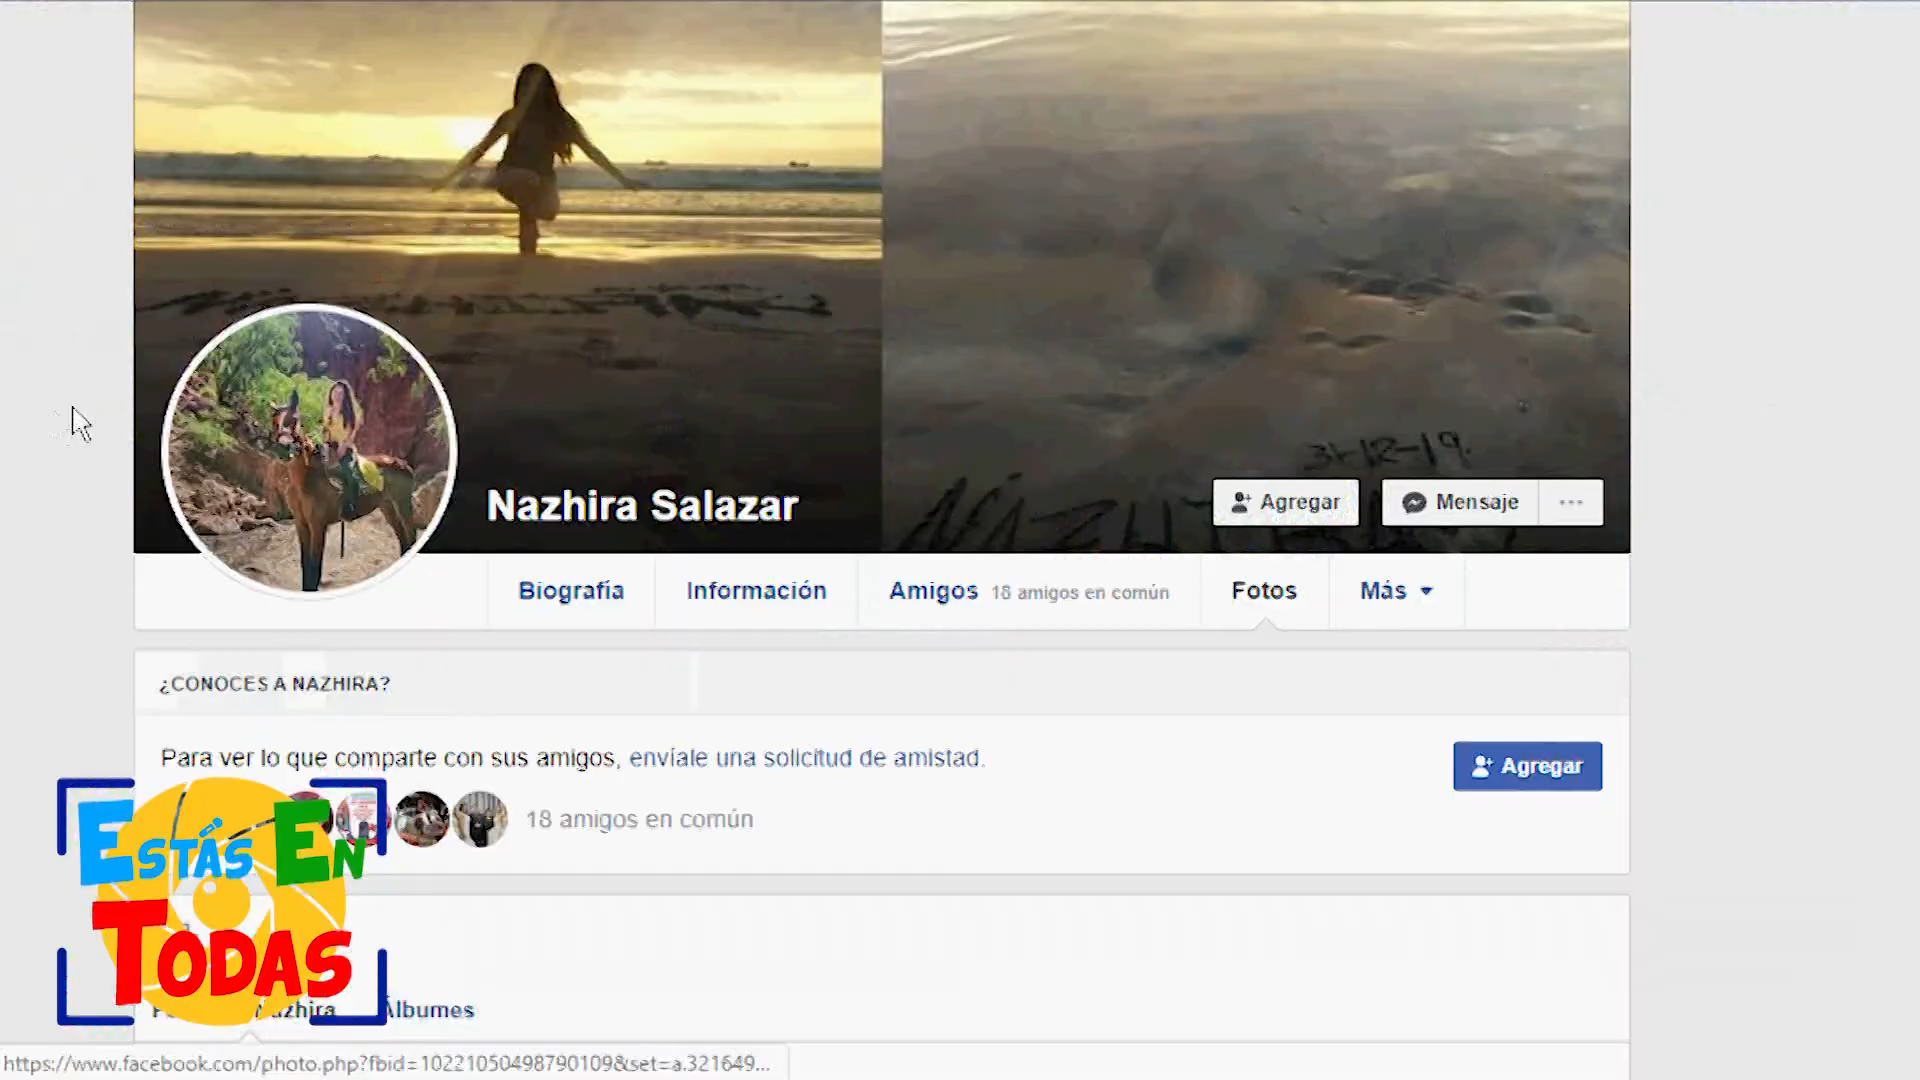 31-12-19.
Nazhira Salazar
Agregar
Mensaje
Biografía
Información
Amigos 18 amigos en común
Fotos
Más
¿CONOCES A NAZHIRA?
Para ver lo que comparte con sus amigos, envíale una solicitud de amistad.
Agregar
18 amigos en común
ESTÁS EN
TODAS
Álbumes
https://www.facebook.com/photo.php?fbid=10221050498790109&set=a.321649...